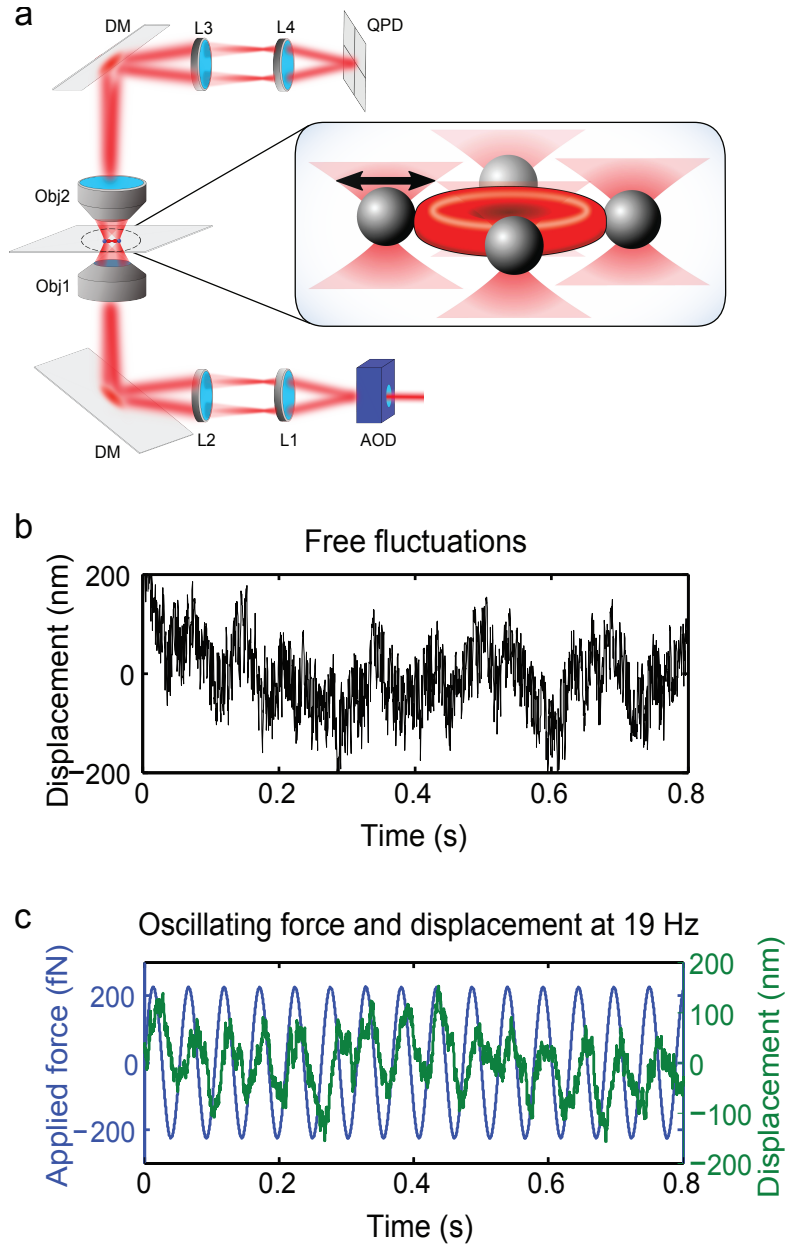 a
DM
L3
L4
QPD
Obj2
Obj1
DM
L2
L1
AOD
b
Free fluctuations
Displacement (nm)
200
0
−200
0
0.2
0.4
0.6
0.8
Time (s)
c
Oscillating force and displacement at 19 Hz
Applied force (fN)
200
0
−200
200
100
0
−100
−200
Displacement (nm)
0
0.2
0.4
0.6
0.8
Time (s)